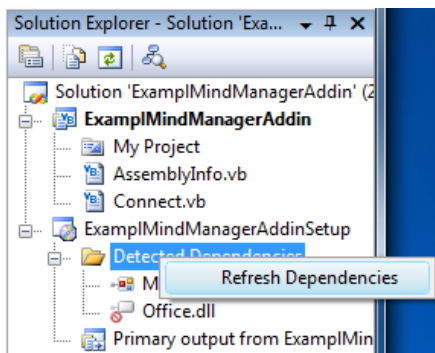 Solution Explorer - Solution 'Exa...
Solution 'ExamplMindManagerAddin' (2
ExamplMindManagerAddin
My Project
AssemblyInfo.vb
Connect.vb
ExamplMindManagerAddinSetup
Detected Dependencies
Refresh Dependencies
M
Office.dll
Primary output from ExamplMin